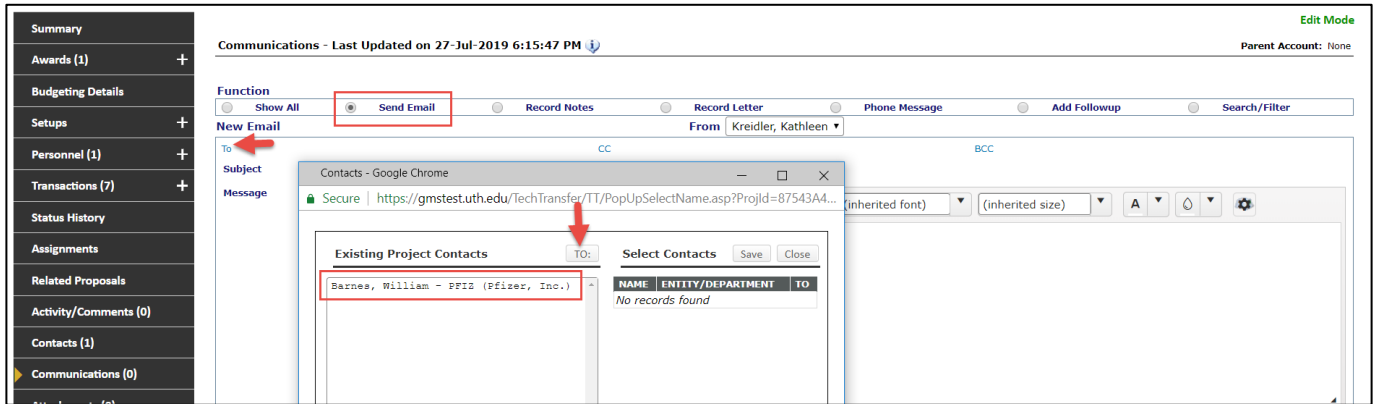 Summary
Awards (1) +
Budgeting Details
Setups +
Personnel (1) +
Transactions (7) +
Status History
Assignments
Related Proposals
Activity/Comments (0)
Contacts (1)
Communications (0)
Edit Mode
Communications - Last Updated on 27-Jul-2019 6:15:47 PM
Parent Account: None
Function
Show All Send Email Record Notes Record Letter Phone Message Add Followup Search/Filter
New Email From Kreidler, Kathleen
To CC BCC
Subject
Message
(inherited font) (inherited size) A
Contacts - Google Chrome
Secure | https://gmstest.uth.edu/TechTransfer/TT/PopUpSelectName.asp?ProjId=87543A4...
Existing Project Contacts TO: Select Contacts Save Close
Barnes, William - PFIZ (Pfizer, Inc.)
NAME ENTITY/DEPARTMENT TO
No records found